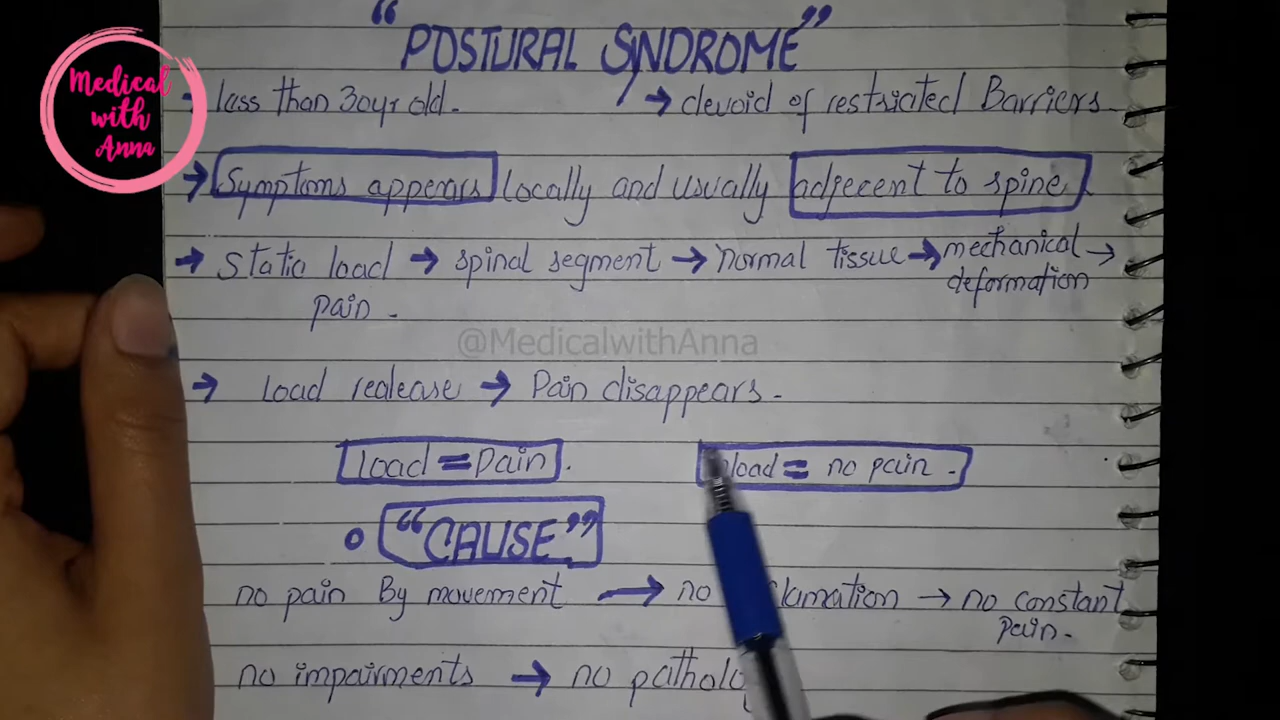 “POSTURAL SYNDROME”
Medical with Anna
→ less than 30yr old. → devoid of restricted Barriers.
→ Symptoms appears locally and usually adjecent to spine.
→ Static load → spinal segment → normal tissue → mechanical deformation →
pain.
@MedicalwithAnna
→ Load realease → Pain disappears.
Load = Pain. load = no pain.
“CAUSE”
no pain By movement → no → no constant pain.
no impairments → no